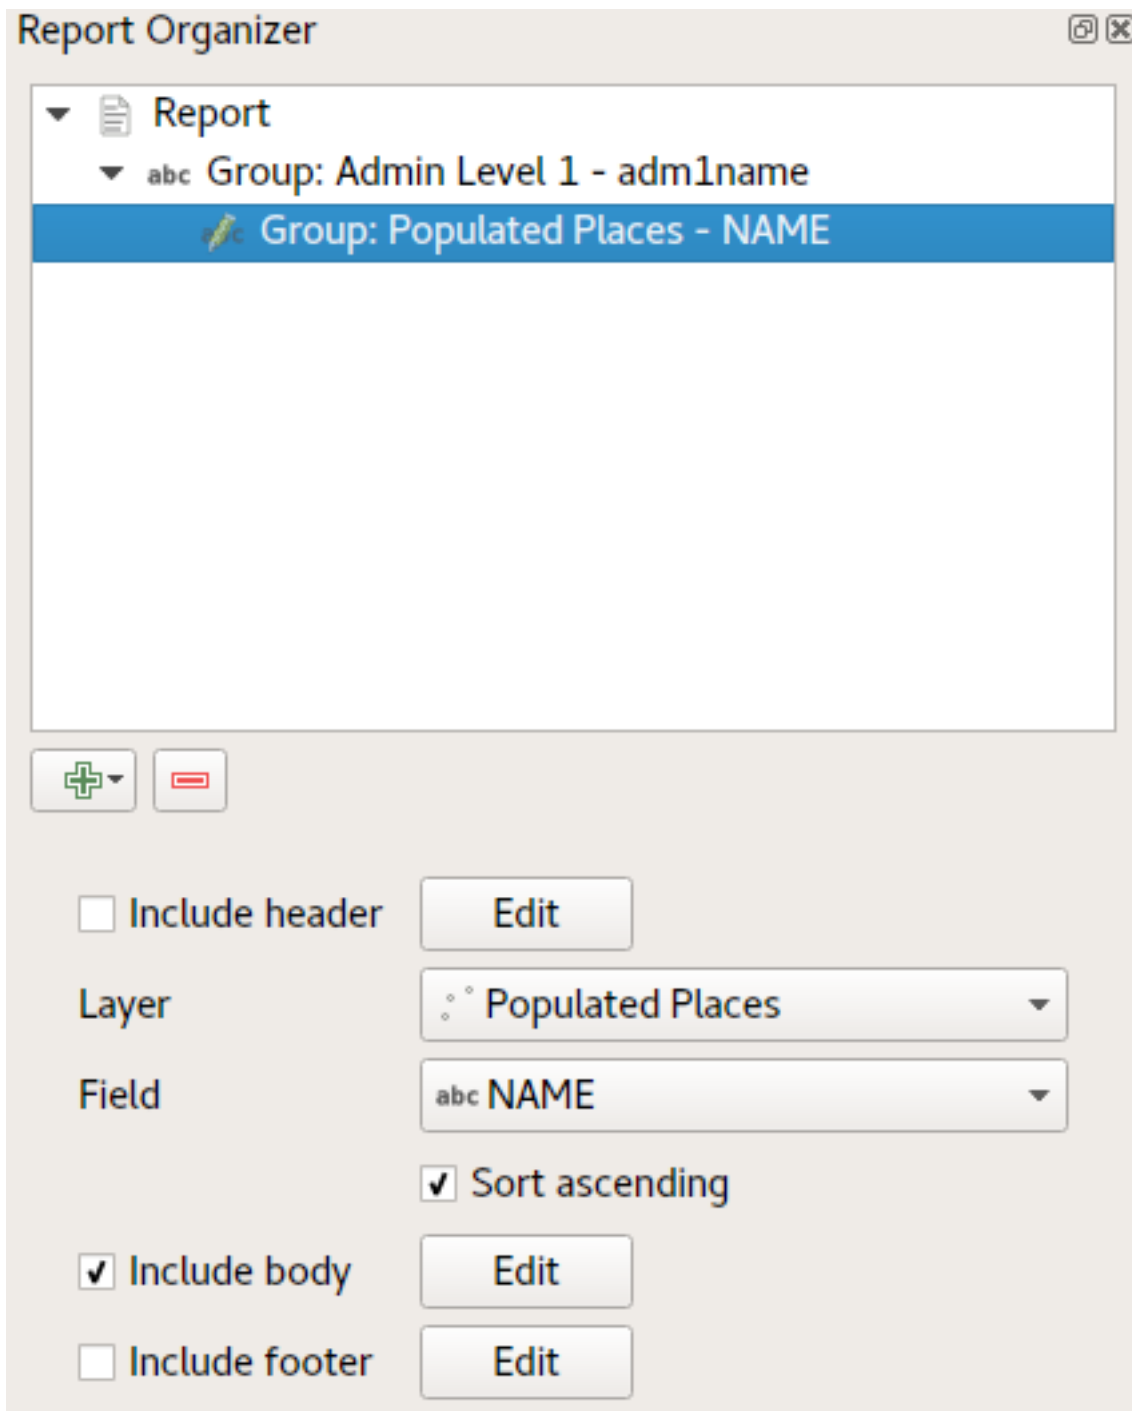 Report Organizer
Report
abc Group: Admin Level 1 - adm1name
Group: Populated Places - NAME
Include header Edit
Layer Populated Places
Field abc NAME
Sort ascending
Include body Edit
Include footer Edit